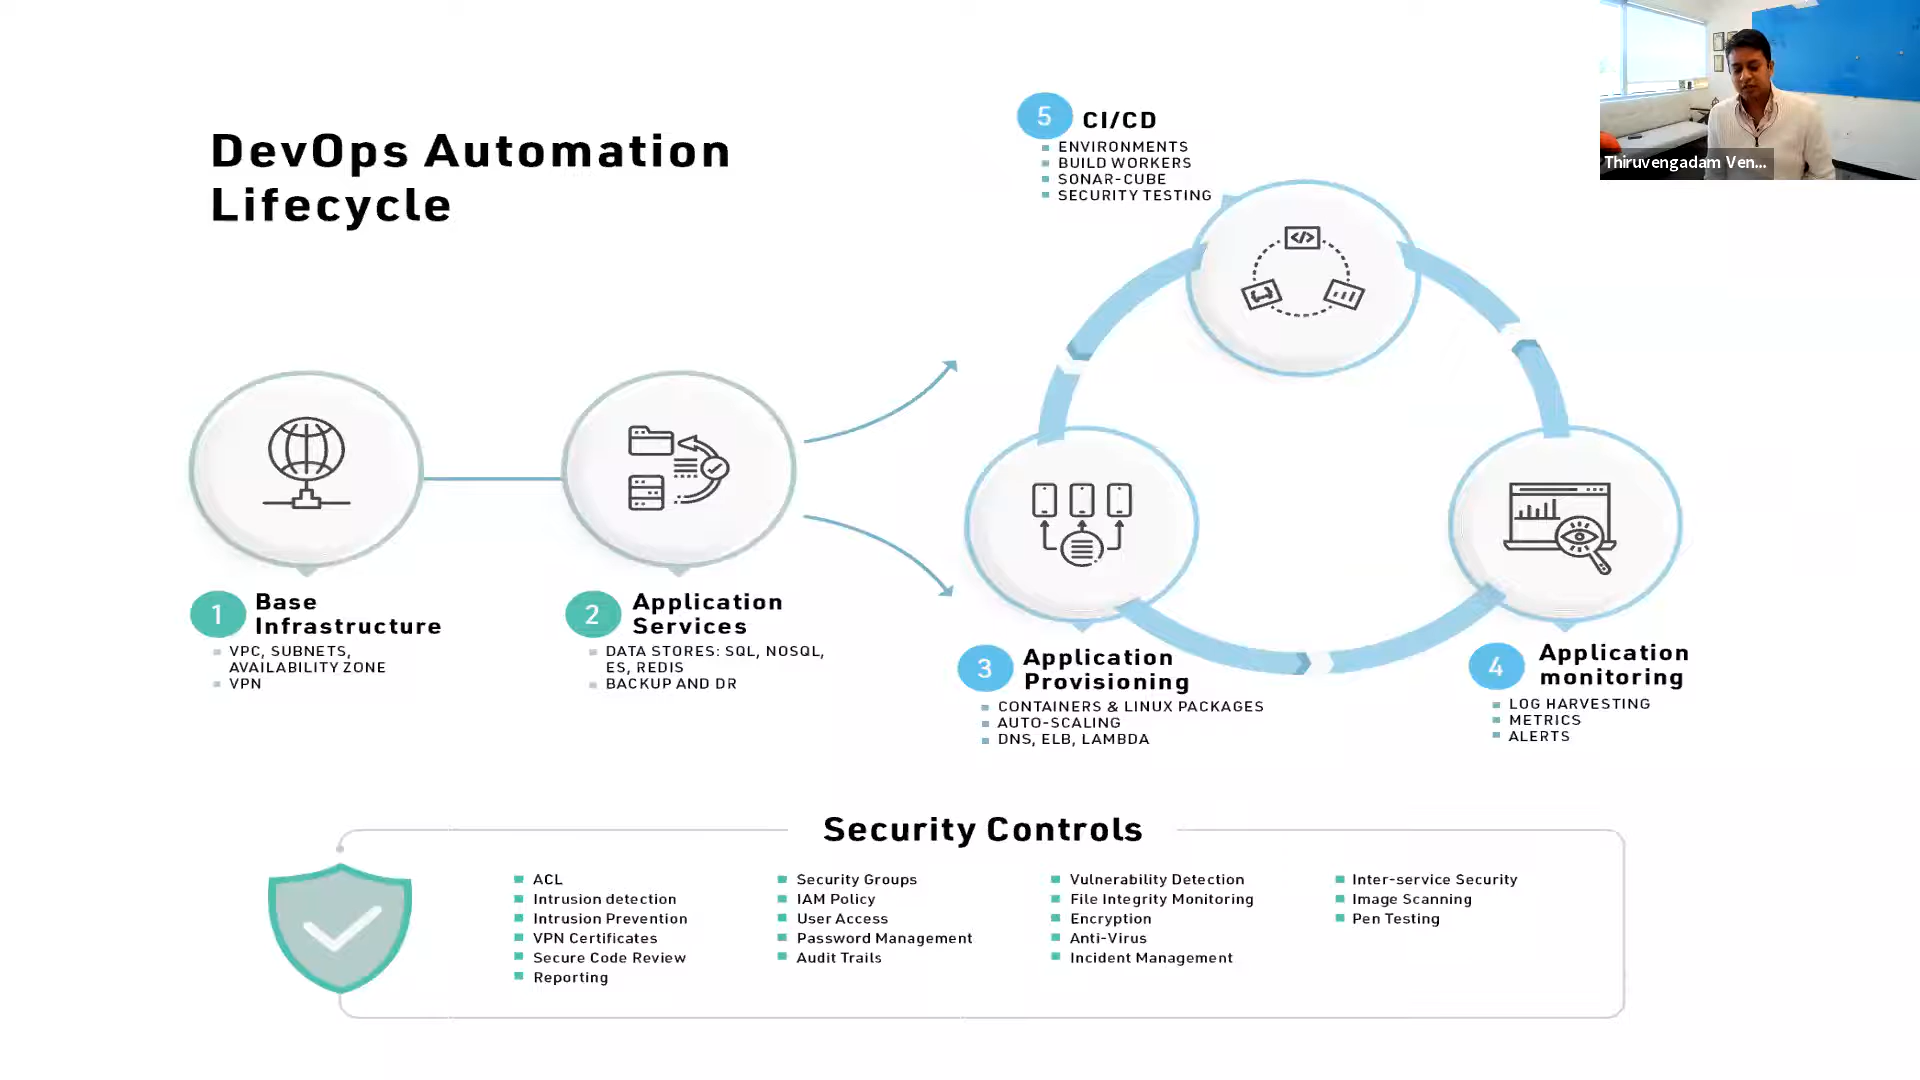 DevOps Automation
Lifecycle
Thiruvengadam Ven...
5
CI/CD
ENVIRONMENTS
BUILD WORKERS
SONAR-CUBE
SECURITY TESTING
</>
1
Base
Infrastructure
VPC, SUBNETS,
AVAILABILITY ZONE
VPN
2
Application
Services
DATA STORES: SQL, NOSQL,
ES, REDIS
BACKUP AND DR
3
Application
Provisioning
CONTAINERS & LINUX PACKAGES
AUTO-SCALING
DNS, ELB, LAMBDA
4
Application
monitoring
LOG HARVESTING
METRICS
ALERTS
Security Controls
ACL
Intrusion detection
Intrusion Prevention
VPN Certificates
Secure Code Review
Reporting
Security Groups
IAM Policy
User Access
Password Management
Audit Trails
Vulnerability Detection
File Integrity Monitoring
Encryption
Anti-Virus
Incident Management
Inter-service Security
Image Scanning
Pen Testing